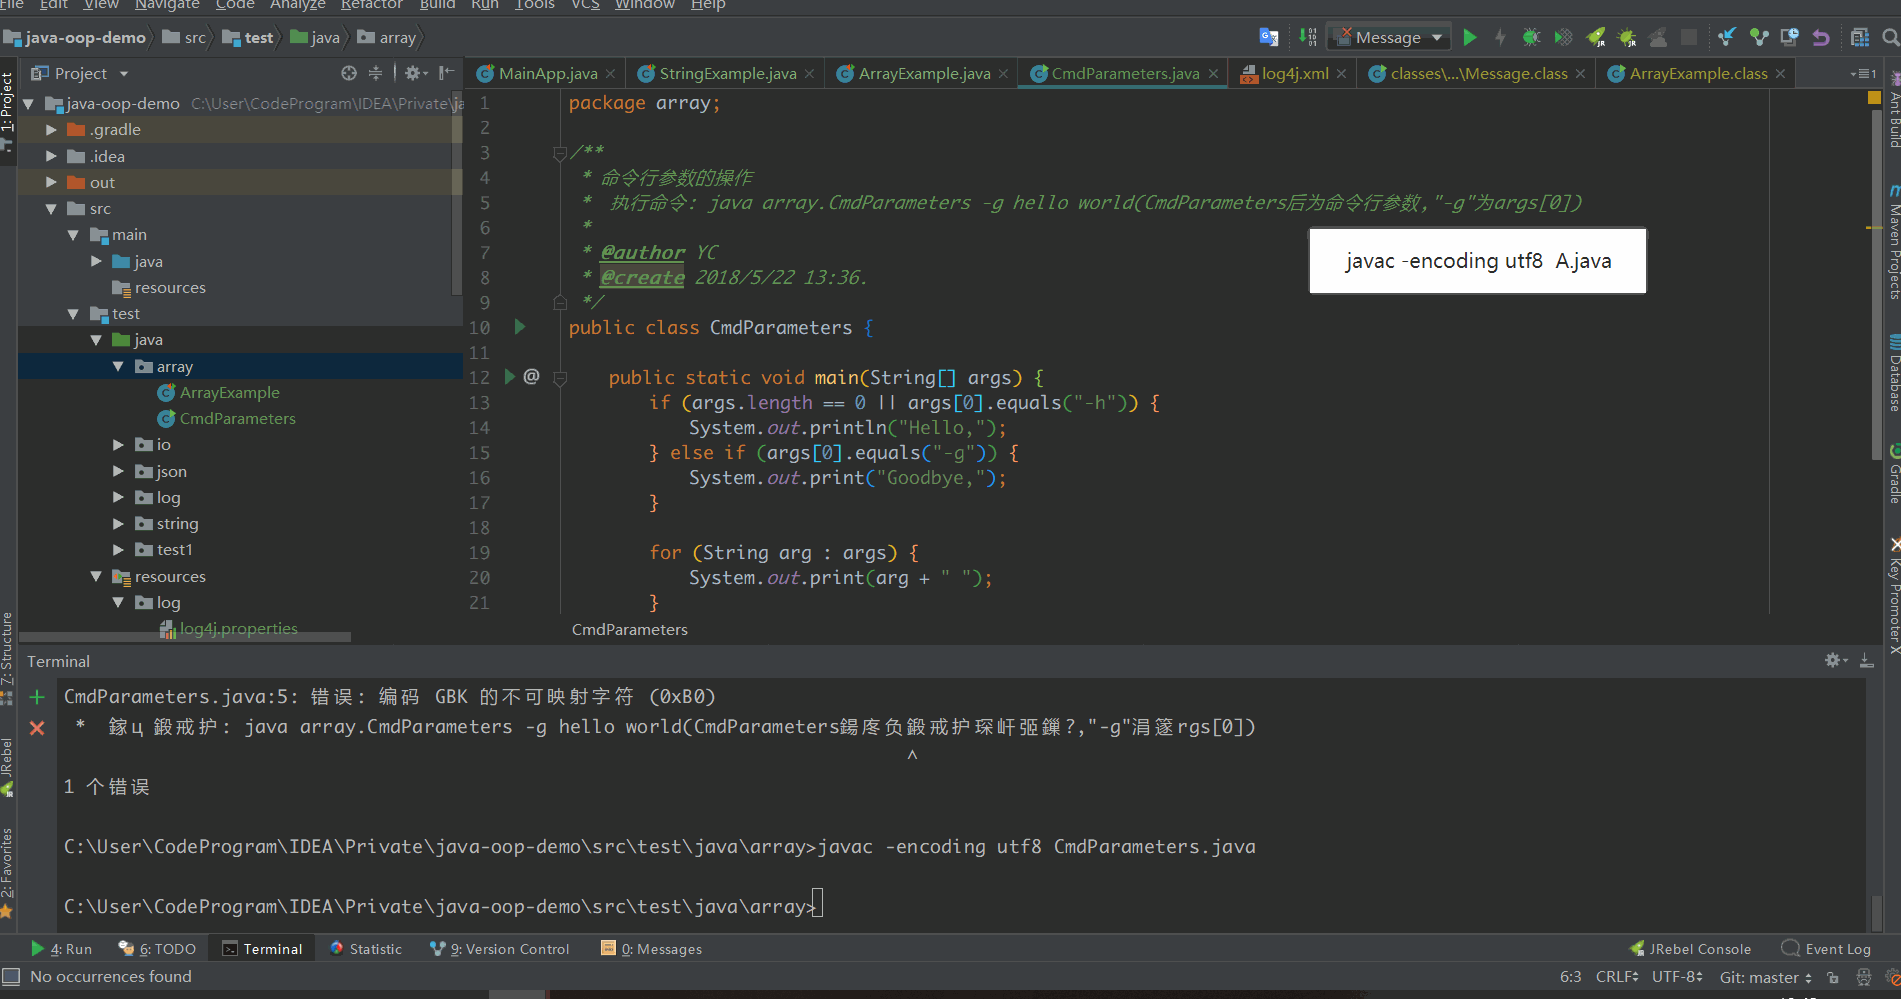 File Edit View Navigate Code Analyze Refactor Build Run Tools VCS Window Help
java-oop-demo src test java array
Message
Project
MainApp.java StringExample.java ArrayExample.java CmdParameters.java log4j.xml classes\...\Message.class ArrayExample.class
1: Project
java-oop-demo C:\User\CodeProgram\IDEA\Private\ja
.gradle
.idea
out
src
main
java
resources
test
java
array
ArrayExample
CmdParameters
io
json
log
string
test1
resources
log
log4j.properties
7: Structure
JRebel
2: Favorites
1 package array;
2
3 /**
4 * 命令行参数的操作
5 * 执行命令: java array.CmdParameters -g hello world(CmdParameters后为命令行参数,"-g"为args[0])
6 *
7 * @author YC
8 * @create 2018/5/22 13:36.
9 */
10 public class CmdParameters {
11
12 @ public static void main(String[] args) {
13 if (args.length == 0 || args[0].equals("-h")) {
14 System.out.println("Hello,");
15 } else if (args[0].equals("-g")) {
16 System.out.print("Goodbye,");
17 }
18
19 for (String arg : args) {
20 System.out.print(arg + " ");
21 }
CmdParameters
javac -encoding utf8 A.java
Ant Build
Maven Projects
Database
Gradle
Key Promoter X
Terminal
CmdParameters.java:5: 错误: 编码 GBK 的不可映射字符 (0xB0)
* 鎵ц鍛戒护: java array.CmdParameters -g hello world(CmdParameters鍚庝负鍛戒护琛屽弬鏁?,"-g"涓篴rgs[0])
^
1 个错误
C:\User\CodeProgram\IDEA\Private\java-oop-demo\src\test\java\array>javac -encoding utf8 CmdParameters.java
C:\User\CodeProgram\IDEA\Private\java-oop-demo\src\test\java\array>
4: Run 6: TODO Terminal Statistic 9: Version Control 0: Messages JRebel Console Event Log
No occurrences found 6:3 CRLF UTF-8 Git: master